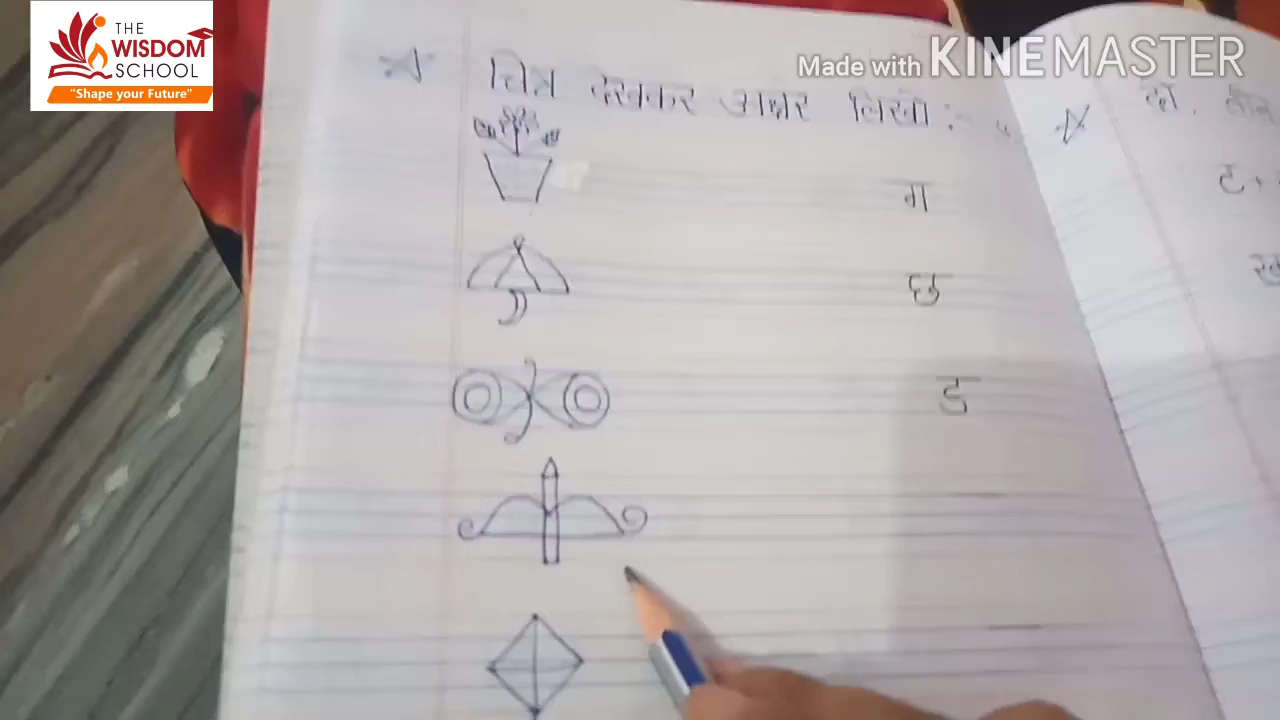 THE
WISDOM
SCHOOL
"Shape your Future"
Made with KINEMASTER
चित्र देखकर अक्षर लिखो :-
ग
छ
ड
दो
ट
ख